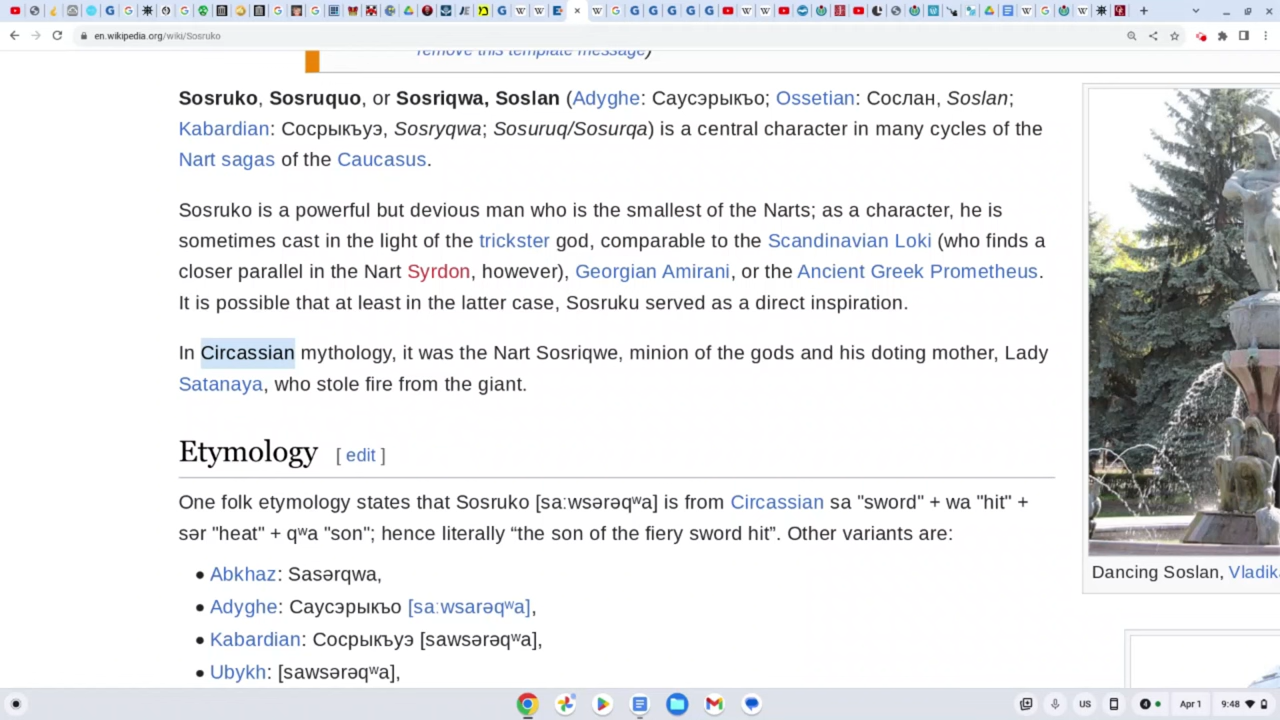 en.wikipedia.org/wiki/Sosruko
remove this template message)
Sosruko, Sosruquo, or Sosriqwa, Soslan (Adyghe: Саусэрыкъо; Ossetian: Сослан, Soslan;
Kabardian: Сосрыкъуэ, Sosryqwa; Sosuruq/Sosurqa) is a central character in many cycles of the
Nart sagas of the Caucasus.
Sosruko is a powerful but devious man who is the smallest of the Narts; as a character, he is
sometimes cast in the light of the trickster god, comparable to the Scandinavian Loki (who finds a
closer parallel in the Nart Syrdon, however), Georgian Amirani, or the Ancient Greek Prometheus.
It is possible that at least in the latter case, Sosruku served as a direct inspiration.
In Circassian mythology, it was the Nart Sosriqwe, minion of the gods and his doting mother, Lady
Satanaya, who stole fire from the giant.
Etymology [ edit ]
One folk etymology states that Sosruko [saːwsərəqʷa] is from Circassian sa "sword" + wa "hit" +
sər "heat" + qʷa "son"; hence literally “the son of the fiery sword hit”. Other variants are:
• Abkhaz: Sasərqwa,
• Adyghe: Саусэрыкъо [saːwsarəqʷa],
• Kabardian: Сосрыкъуэ [sawsərəqʷa],
• Ubykh: [sawsərəqʷa],
Dancing Soslan, Vladik
US
4
Apr 1
9:48